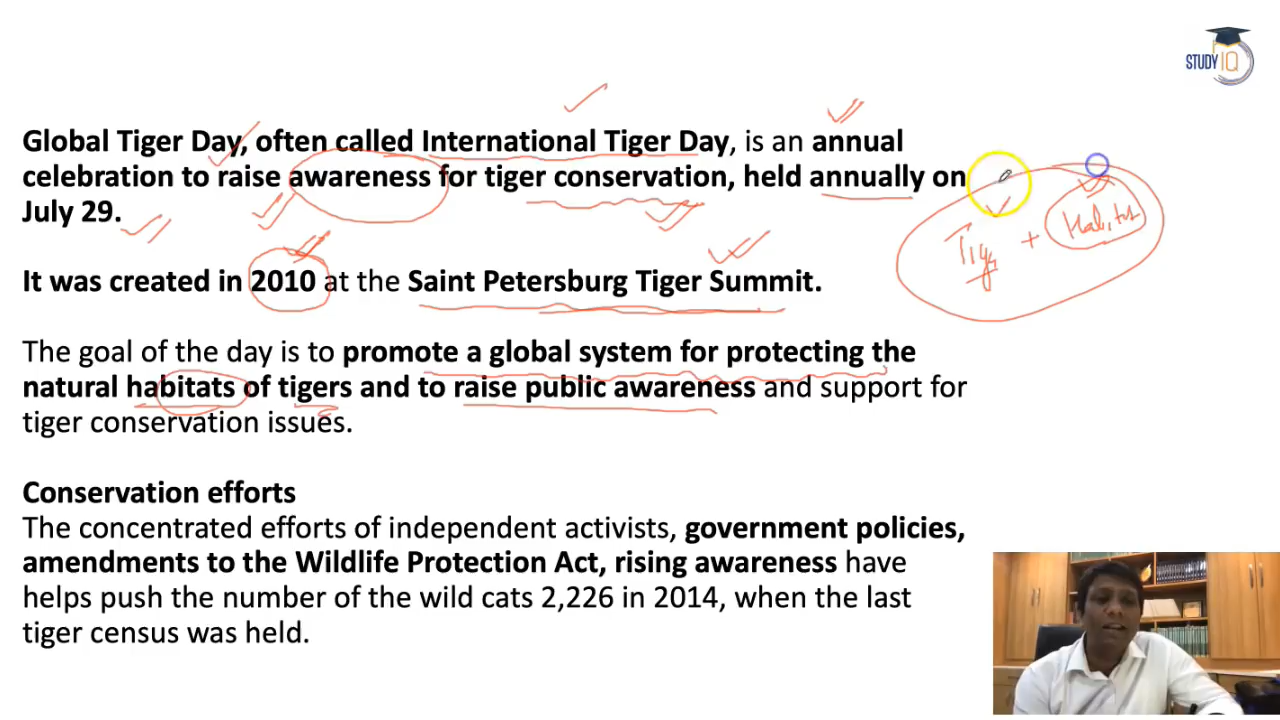 STUDY IQ
Global Tiger Day, often called International Tiger Day, is an annual
celebration to raise awareness for tiger conservation, held annually on
July 29.
It was created in 2010 at the Saint Petersburg Tiger Summit.
Tig + Habitat
The goal of the day is to promote a global system for protecting the
natural habitats of tigers and to raise public awareness and support for
tiger conservation issues.
Conservation efforts
The concentrated efforts of independent activists, government policies,
amendments to the Wildlife Protection Act, rising awareness have
helps push the number of the wild cats 2,226 in 2014, when the last
tiger census was held.